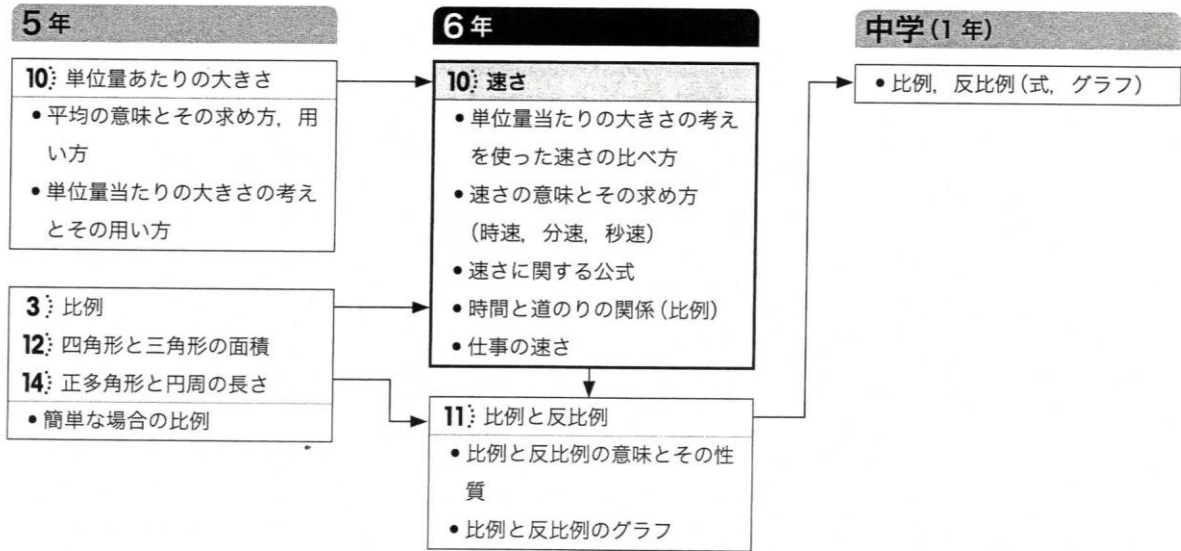 5年
10 単位量あたりの大きさ
•平均の意味とその求め方，用
い方
•単位量当たりの大きさの考え
とその用い方
3 比例
12 四角形と三角形の面積
14 正多角形と円周の長さ
•簡単な場合の比例
6年
10 速さ
•単位量当たりの大きさの考え
を使った速さの比べ方
•速さの意味とその求め方
（時速，分速，秒速）
•速さに関する公式
•時間と道のりの関係（比例）
•仕事の速さ
11 比例と反比例
•比例と反比例の意味とその性
質
•比例と反比例のグラフ
中学（1年）
•比例，反比例（式，グラフ）